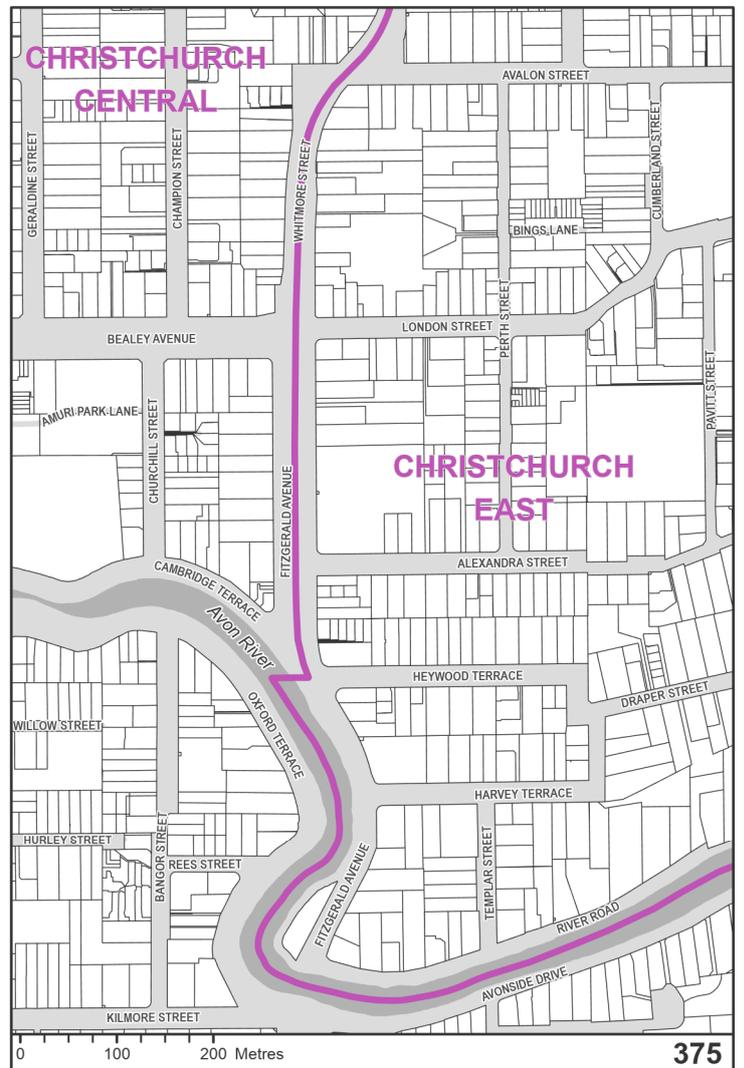 CHRISTCHURCH
CENTRAL
AVALON STREET
GERALDINE STREET
CHAMPION STREET
WHITMORE STREET
CUMBERLAND STREET
BINGS LANE
PERTH STREET
LONDON STREET
BEALEY AVENUE
PAVITT STREET
AMURI PARK LANE
CHURCHILL STREET
CHRISTCHURCH
EAST
FITZGERALD AVENUE
ALEXANDRA STREET
CAMBRIDGE TERRACE
Avon River
HEYWOOD TERRACE
DRAPER STREET
OXFORD TERRACE
WILLOW STREET
HARVEY TERRACE
HURLEY STREET
BANGOR STREET
REES STREET
FITZGERALD AVENUE
TEMPLAR STREET
RIVER ROAD
AVONSIDE DRIVE
KILMORE STREET
0 100 200 Metres
375